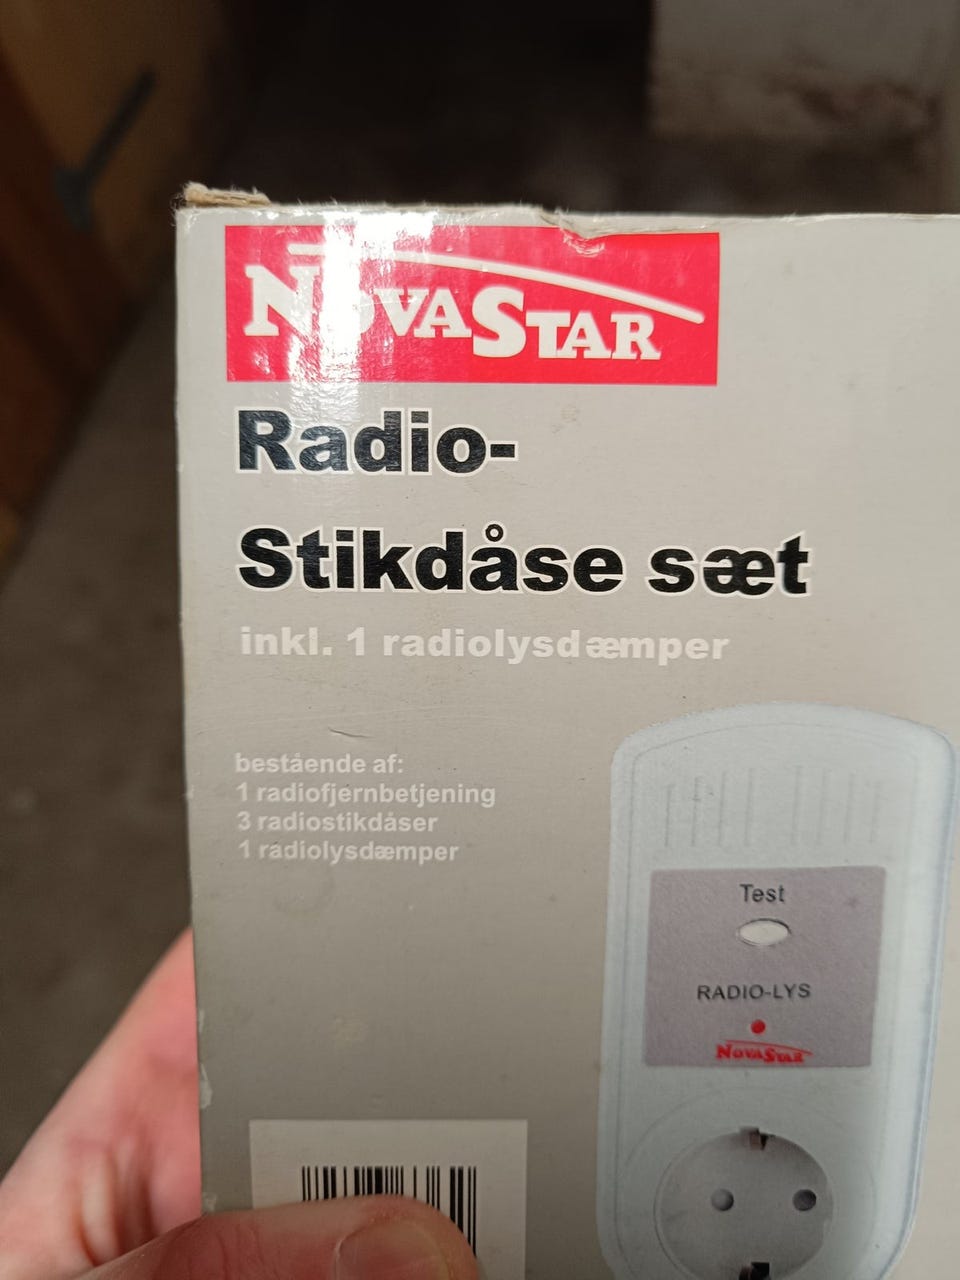 NOVASTAR
Radio-
Stikdåse sæt
inkl. 1 radiolysdæmper
bestående af:
1 radiofjernbetjening
3 radiostikdåser
1 radiolysdæmper
Test
RADIO-LYS
NOVASTAR